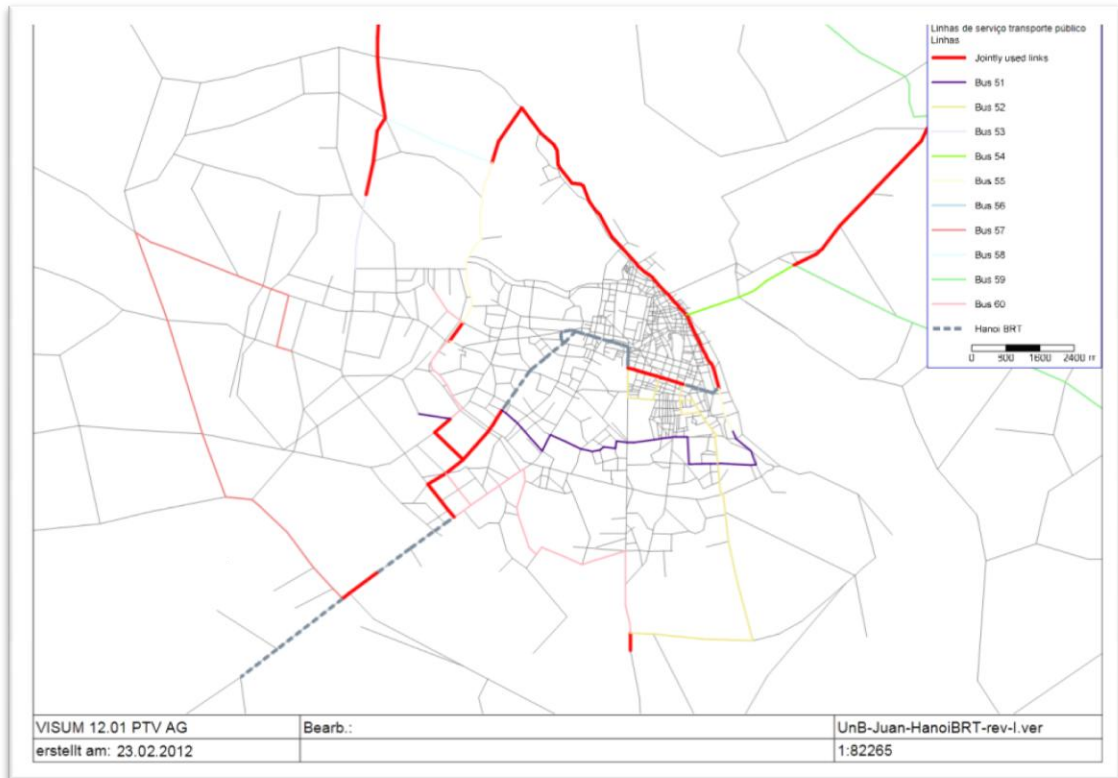 Linhas de serviço transporte público
Linhas
Jointly used links
Bus 51
Bus 52
Bus 53
Bus 54
Bus 55
Bus 56
Bus 57
Bus 58
Bus 59
Bus 60
Hanoi BRT
0 800 1600 2400 m
VISUM 12.01 PTV AG
Bearb.:
UnB-Juan-HanoiBRT-rev-I.ver
erstellt am: 23.02.2012
1:82265